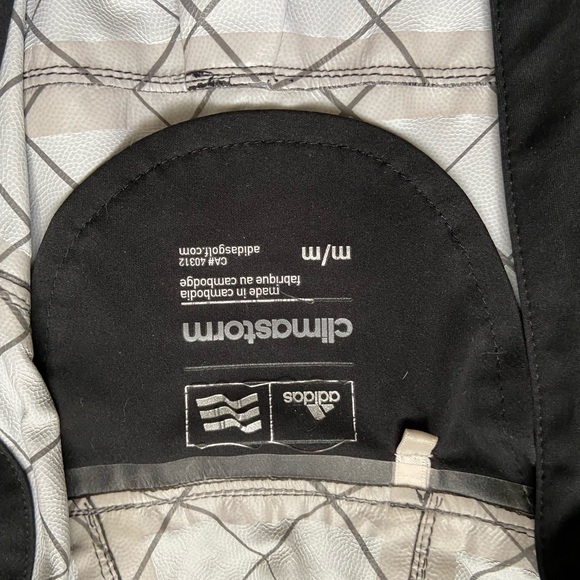 adidas
climastorm
made in cambodia
fabrique au cambodge
m/m
CA# 40312
adidasgolf.com